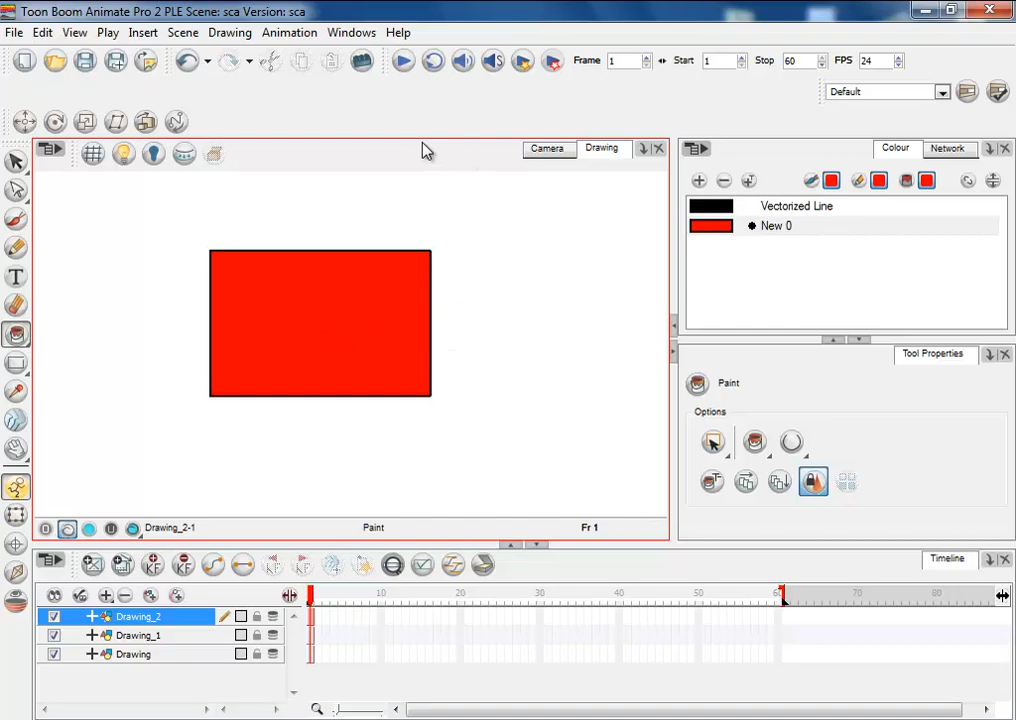 Toon Boom Animate Pro 2 PLE Scene: sca Version: sca
File Edit View Play Insert Scene Drawing Animation Windows Help
Frame 1 Start 1 Stop 60 FPS 24
Default
Camera Drawing
Colour Network
Vectorized Line
New 0
Tool Properties
Paint
Options
Drawing_2-1 Paint Fr 1
Timeline
10 20 30 40 50 60 70 80
Drawing_2
Drawing_1
Drawing